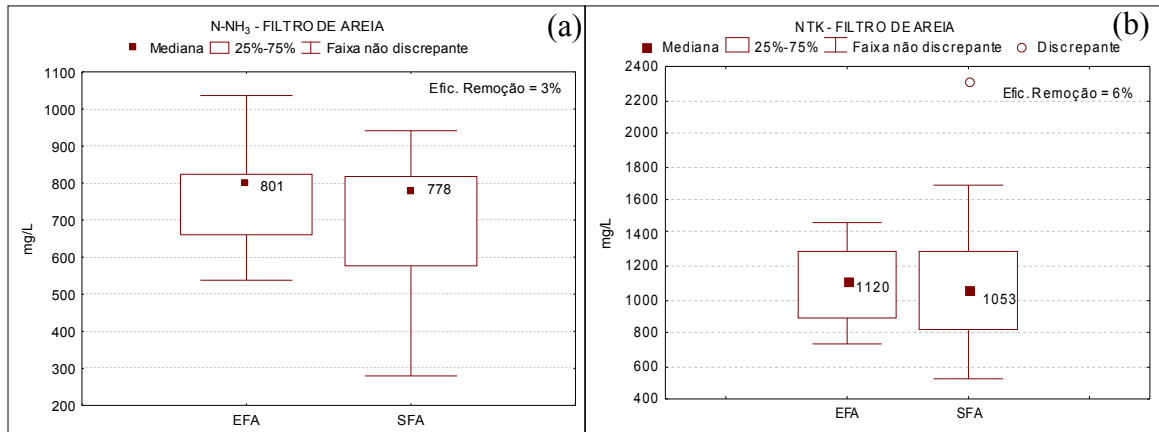 N-NH₃ - FILTRO DE AREIA
(a)
Mediana 25%-75% Faixa não discrepante
Efic. Remoção = 3%
1100
1000
900
800
700
600
500
400
300
200
mg/L
801
778
EFA SFA
NTK - FILTRO DE AREIA
(b)
Mediana 25%-75% Faixa não discrepante Discrepante
Efic. Remoção = 6%
2400
2200
2000
1800
1600
1400
1200
1000
800
600
400
mg/L
1120
1053
EFA SFA